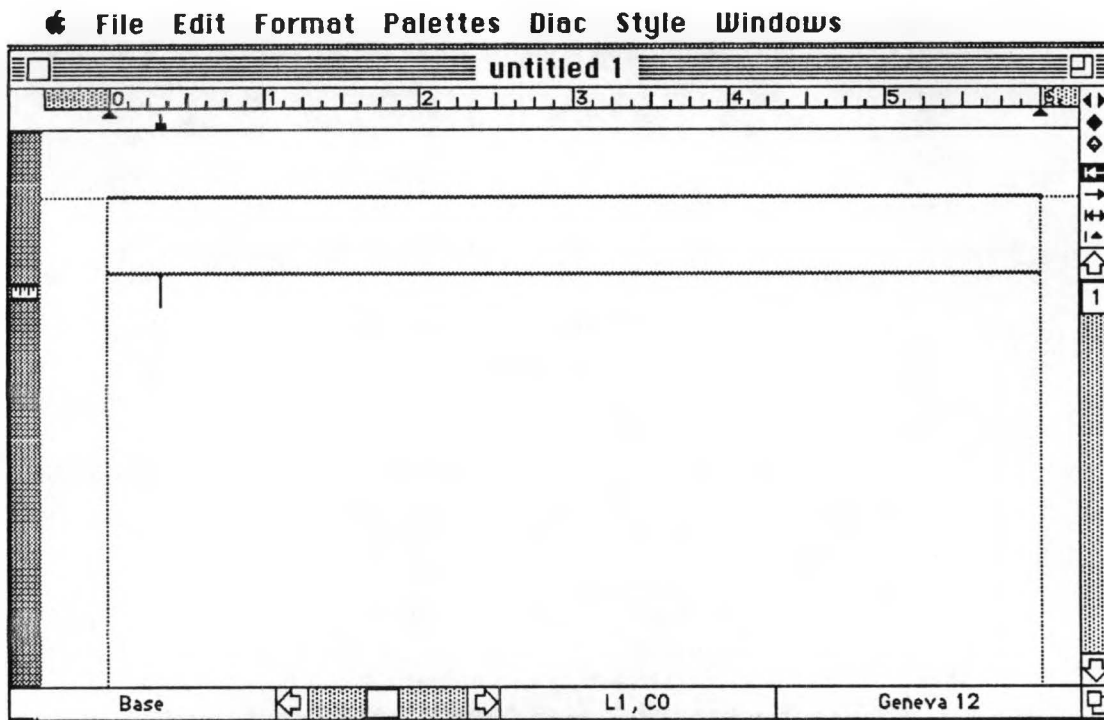 File Edit Format Palettes Diac Style Windows
untitled 1
0 1 2 3 4 5 6
1
Base L1, C0 Geneva 12